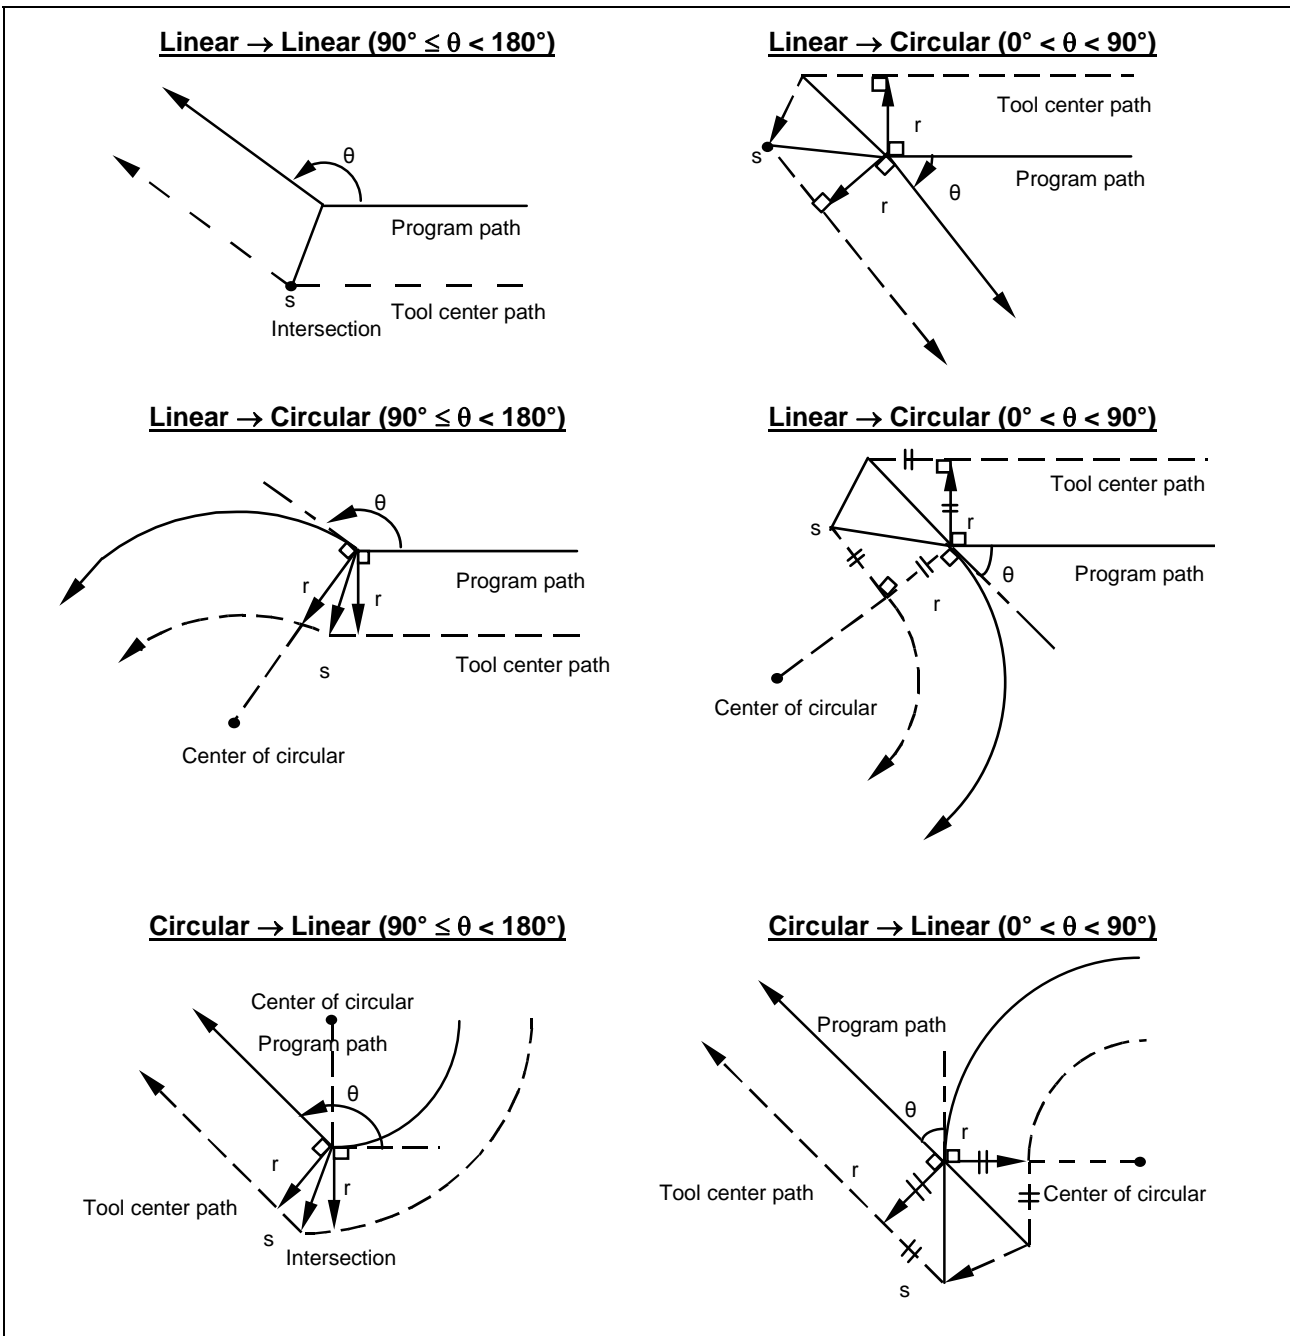 Linear → Linear (90° ≤ θ < 180°)
θ
Program path
s
Tool center path
Intersection
Linear → Circular (0° < θ < 90°)
Tool center path
r
s
Program path
θ
r
Linear → Circular (90° ≤ θ < 180°)
θ
Program path
r
r
s
Tool center path
Center of circular
Linear → Circular (0° < θ < 90°)
Tool center path
s
r
θ
Program path
r
Center of circular
Circular → Linear (90° ≤ θ < 180°)
Center of circular
Program path
θ
r
r
Tool center path
s
Intersection
Circular → Linear (0° < θ < 90°)
Program path
θ
r
r
Tool center path
Center of circular
s